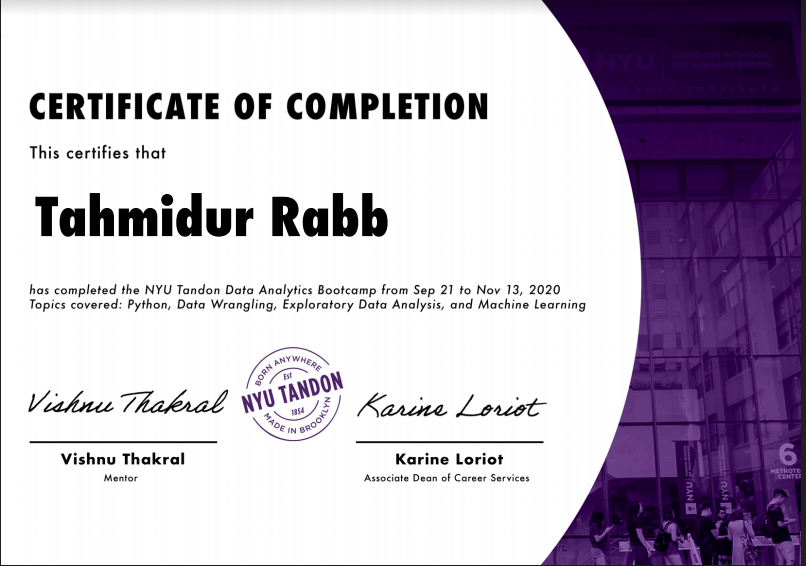 CERTIFICATE OF COMPLETION
This certifies that
Tahmidur Rabb
has completed the NYU Tandon Data Analytics Bootcamp from Sep 21 to Nov 13, 2020
Topics covered: Python, Data Wrangling, Exploratory Data Analysis, and Machine Learning
Vishnu Thakral
Karine Loriot
BORN ANYWHERE
Est
NYU TANDON
1854
MADE IN BROOKLYN
Vishnu Thakral
Mentor
Karine Loriot
Associate Dean of Career Services
NYU
TANDON SCHOOL
OF ENGINEERING
6
METROTE
CENTER
NYU
NYU